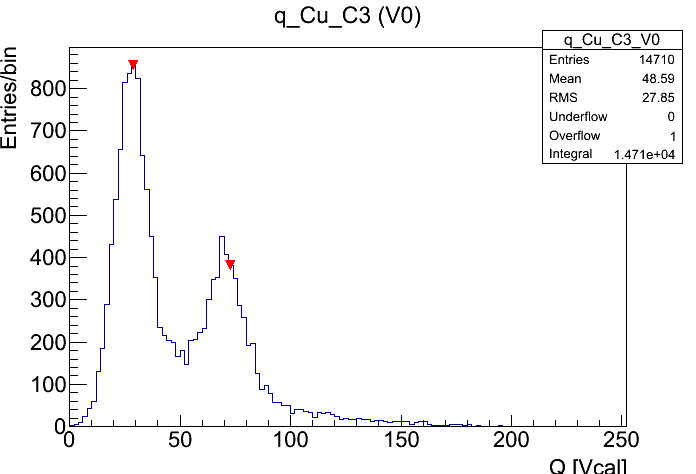 q_Cu_C3 (V0)
Entries/bin
q_Cu_C3_V0
Entries 14710
Mean 48.59
RMS 27.85
Underflow 0
Overflow 1
Integral 1.471e+04
800
700
600
500
400
300
200
100
0
0 50 100 150 200 250
Q [Vcal]